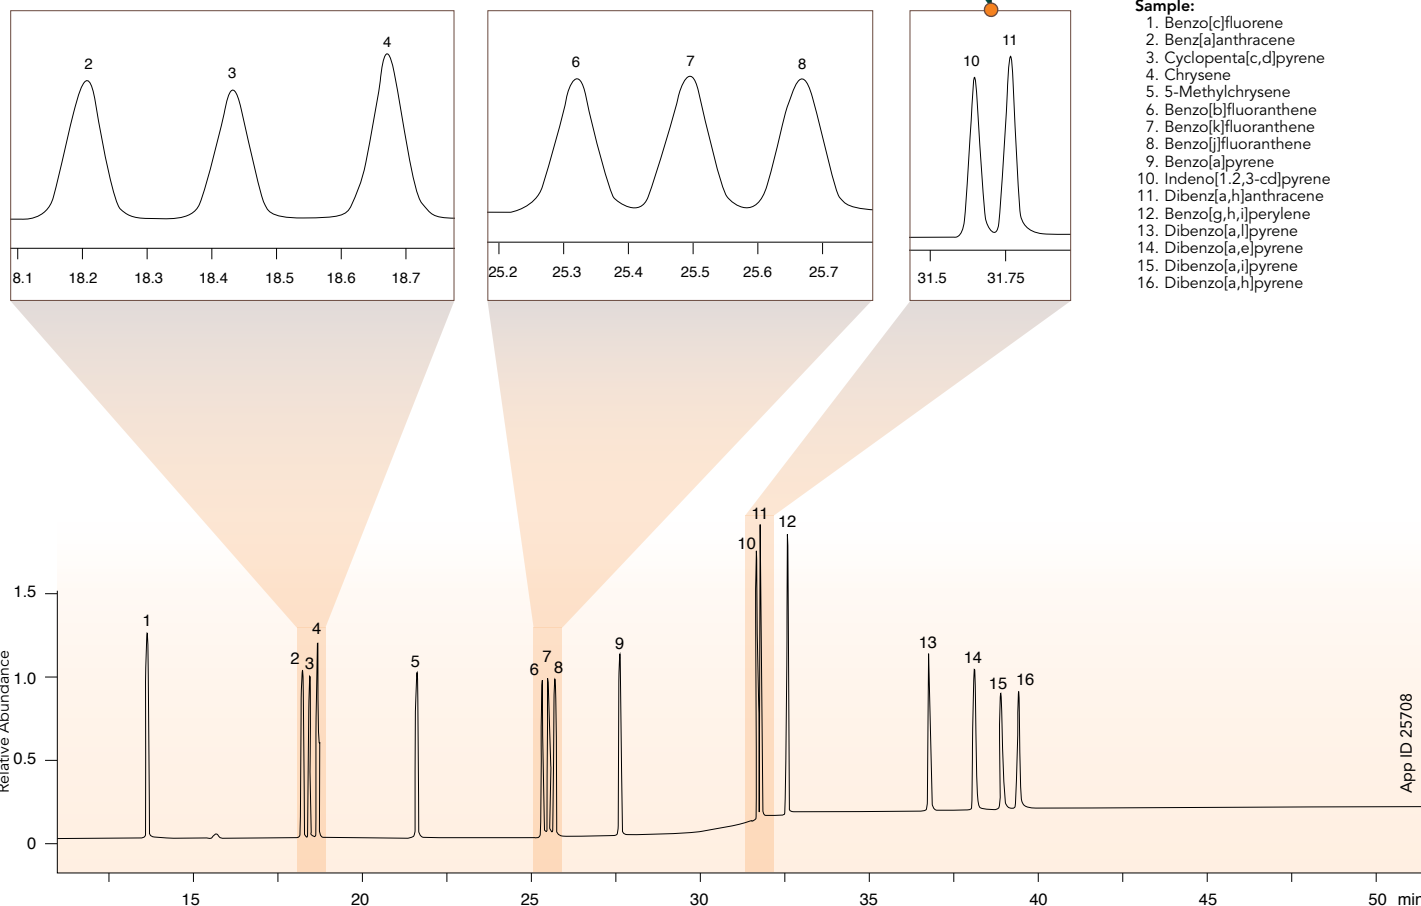 2
3
4
8.1 18.2 18.3 18.4 18.5 18.6 18.7
6
7
8
25.2 25.3 25.4 25.5 25.6 25.7
10
11
31.5 31.75
Sample:
1. Benzo[c]fluorene
2. Benz[a]anthracene
3. Cyclopenta[c,d]pyrene
4. Chrysene
5. 5-Methylchrysene
6. Benzo[b]fluoranthene
7. Benzo[k]fluoranthene
8. Benzo[j]fluoranthene
9. Benzo[a]pyrene
10. Indeno[1.2,3-cd]pyrene
11. Dibenz[a,h]anthracene
12. Benzo[g,h,i]perylene
13. Dibenzo[a,l]pyrene
14. Dibenzo[a,e]pyrene
15. Dibenzo[a,i]pyrene
16. Dibenzo[a,h]pyrene
Relative Abundance
1.5
1.0
0.5
0
1
2
3
4
5
6
7
8
9
10
11
12
13
14
15
16
15 20 25 30 35 40 45 50 min
App ID 25708